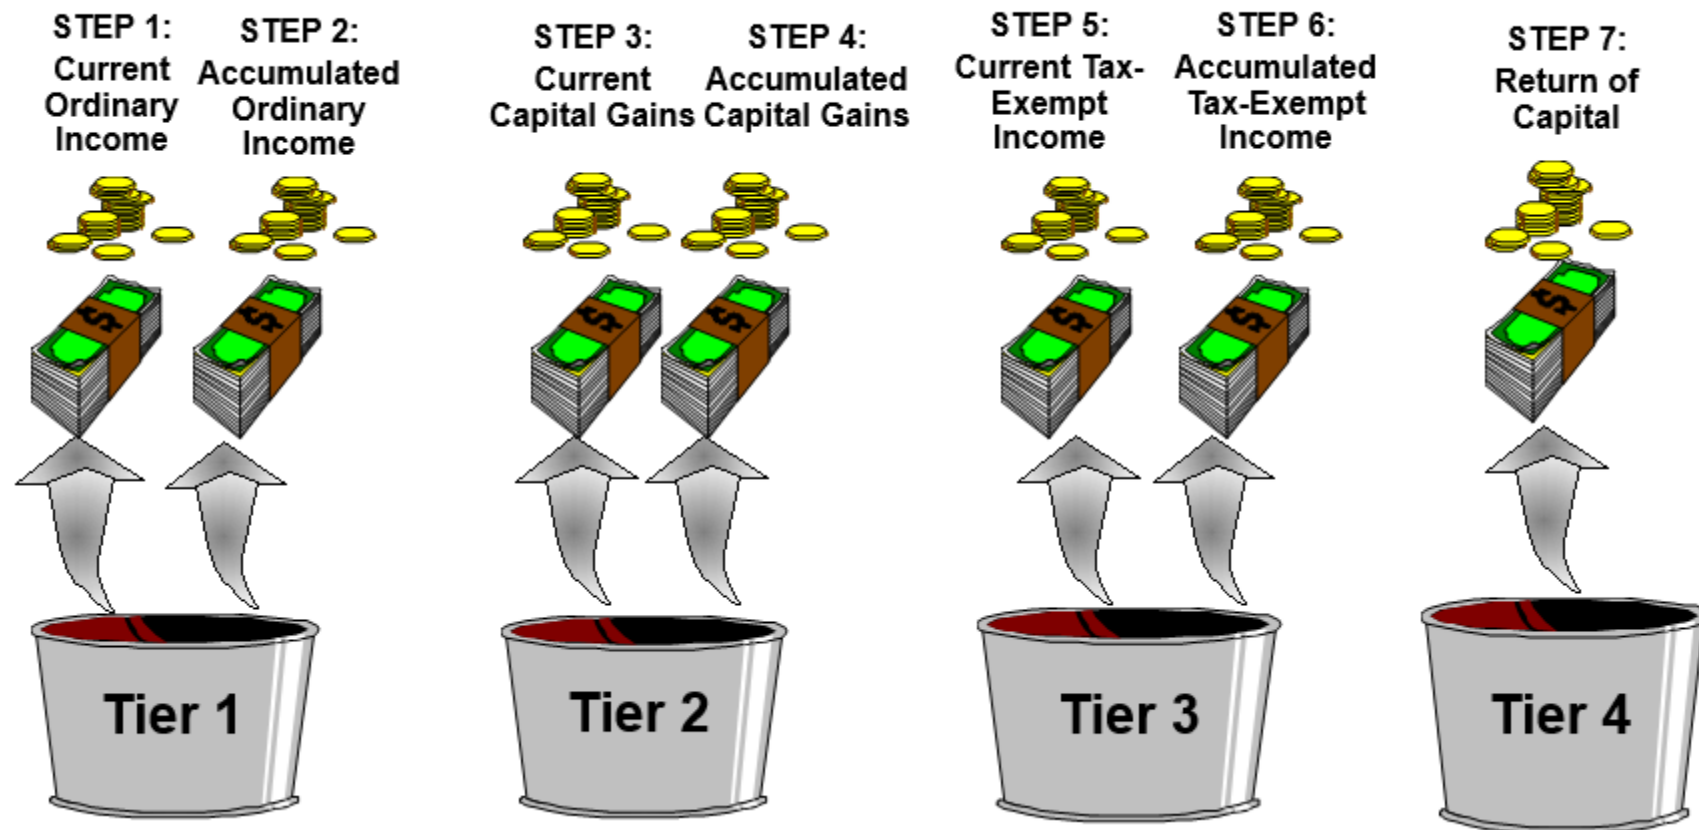 STEP 1:
Current
Ordinary
Income
STEP 2:
Accumulated
Ordinary
Income
STEP 3:
Current
Capital Gains
STEP 4:
Accumulated
Capital Gains
STEP 5:
Current Tax-
Exempt
Income
STEP 6:
Accumulated
Tax-Exempt
Income
STEP 7:
Return of
Capital
$
$
$
$
$
$
$
Tier 1
Tier 2
Tier 3
Tier 4